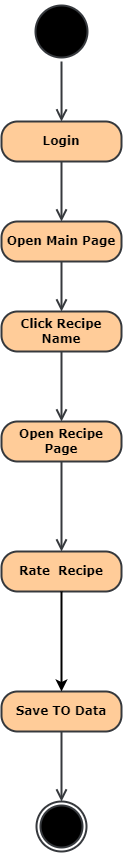 Login
Open Main Page
Click Recipe
Name
Open Recipe
Page
Rate  Recipe
Save TO Data